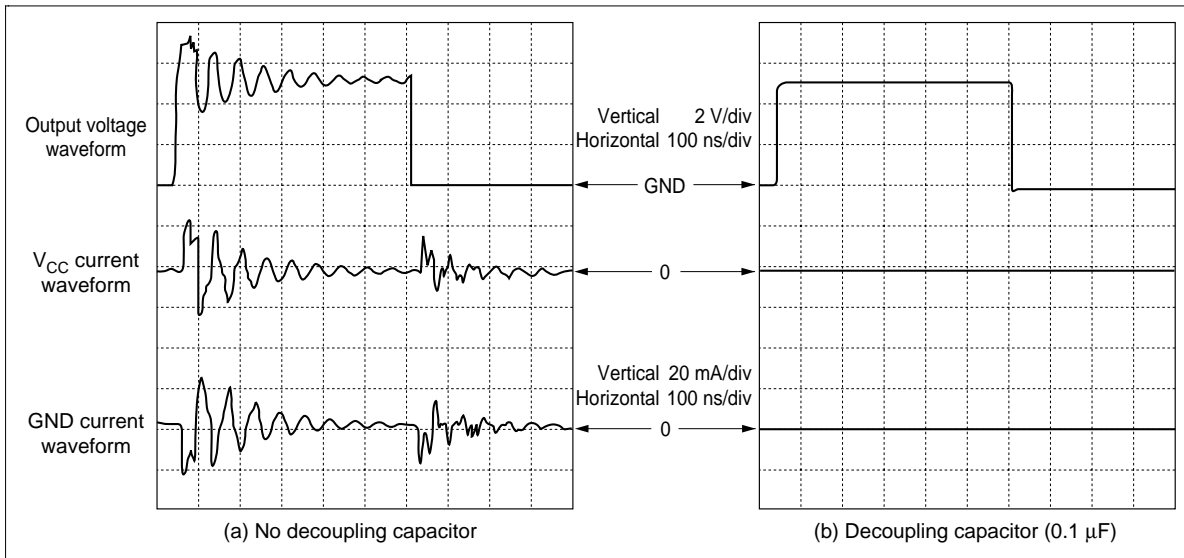 Output voltage
waveform
Vertical 2 V/div
Horizontal 100 ns/div
GND
V_CC current
waveform
0
Vertical 20 mA/div
Horizontal 100 ns/div
GND current
waveform
0
(a) No decoupling capacitor
(b) Decoupling capacitor (0.1 μF)